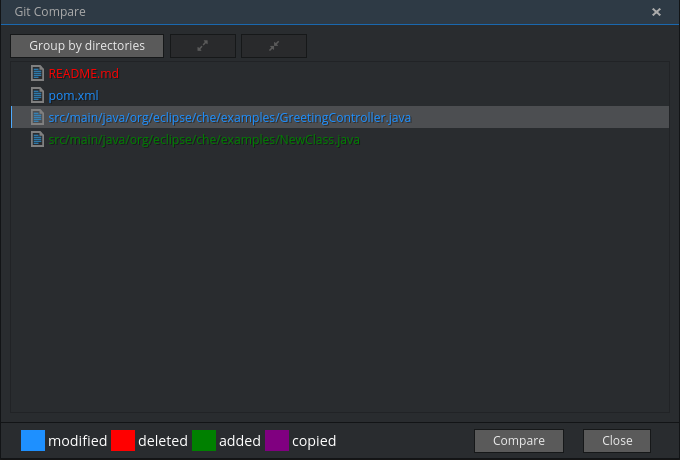 Git Compare
Group by directories
README.md
pom.xml
src/main/java/org/eclipse/che/examples/GreetingController.java
src/main/java/org/eclipse/che/examples/NewClass.java
modified deleted added copied Compare Close